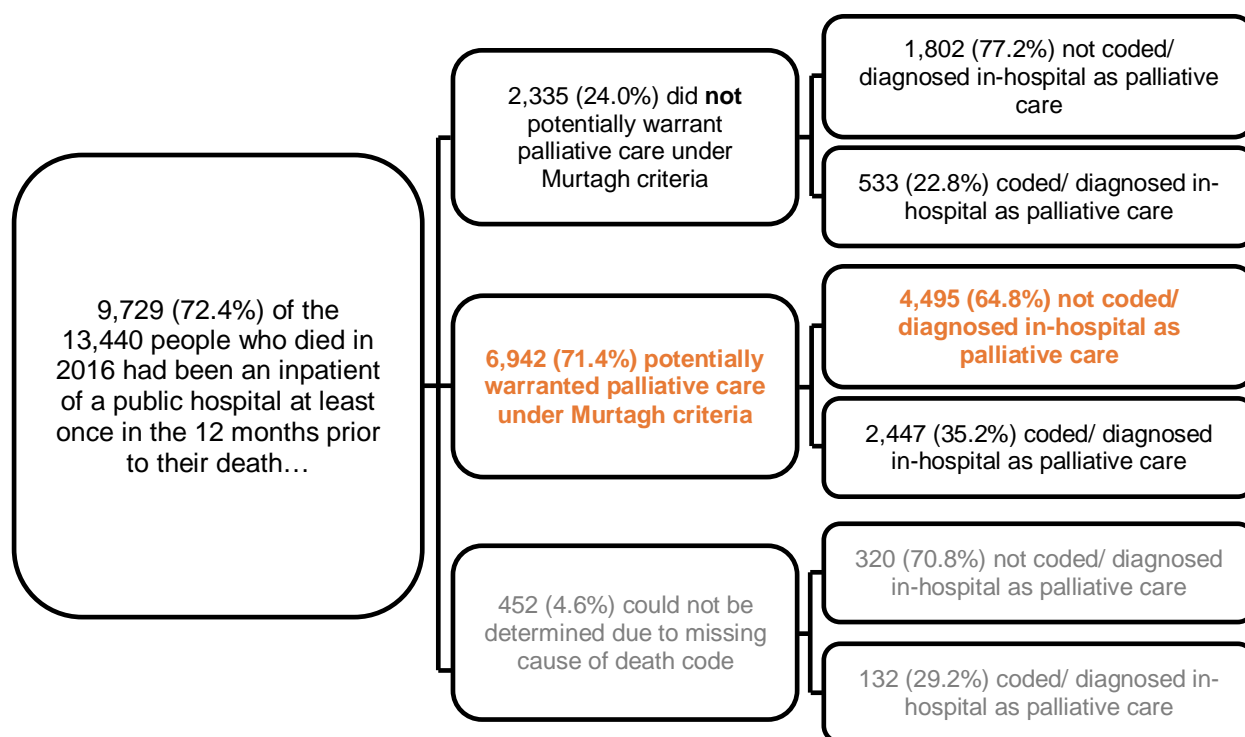 9,729 (72.4%) of the
13,440 people who died in
2016 had been an inpatient
of a public hospital at least
once in the 12 months prior
to their death…
2,335 (24.0%) did not
potentially warrant
palliative care under
Murtagh criteria
1,802 (77.2%) not coded/
diagnosed in-hospital as palliative
care
533 (22.8%) coded/ diagnosed in-
hospital as palliative care
6,942 (71.4%) potentially
warranted palliative care
under Murtagh criteria
4,495 (64.8%) not coded/
diagnosed in-hospital as
palliative care
2,447 (35.2%) coded/ diagnosed
in-hospital as palliative care
452 (4.6%) could not be
determined due to missing
cause of death code
320 (70.8%) not coded/ diagnosed
in-hospital as palliative care
132 (29.2%) coded/ diagnosed in-
hospital as palliative care